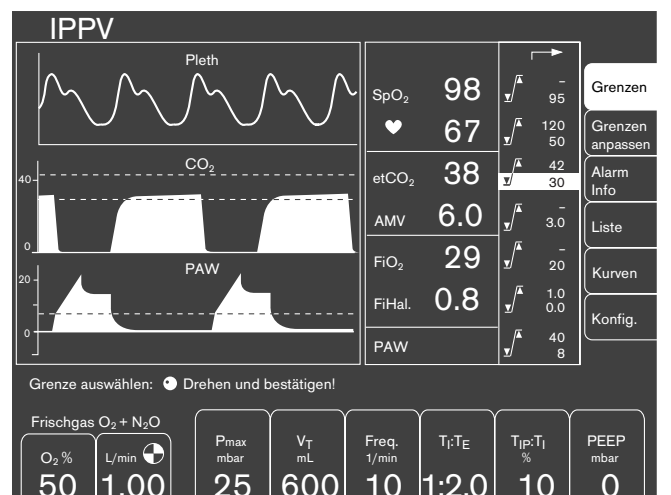 IPPV
Pleth
CO₂
40
0
PAW
20
0
SpO₂ 98 – 95
67 120 50
etCO₂ 38 42 30
AMV 6.0 – 3.0
FiO₂ 29 – 20
FiHal. 0.8 1.0 0.0
PAW 40 8
Grenzen
Grenzen
anpassen
Alarm
Info
Liste
Kurven
Konfig.
Grenze auswählen: Drehen und bestätigen!
Frischgas O₂ + N₂O
O₂ %
50
L/min
1.00
Pmax
mbar
25
VT
mL
600
Freq.
1/min
10
TI:TE
1:2.0
TIP:TI
%
10
PEEP
mbar
0